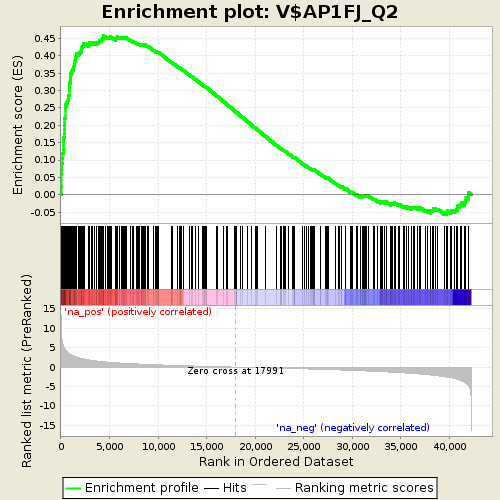 Enrichment plot: V$AP1FJ_Q2
Enrichment score (ES)
0.45
0.40
0.35
0.30
0.25
0.20
0.15
0.10
0.05
0.00
-0.05
Ranked list metric (PreRanked)
15
10
5
0
-5
-10
-15
'na_pos' (positively correlated)
Zero cross at 17991
'na_neg' (negatively correlated)
0 5,000 10,000 15,000 20,000 25,000 30,000 35,000 40,000
Rank in Ordered Dataset
Enrichment profile Hits Ranking metric scores